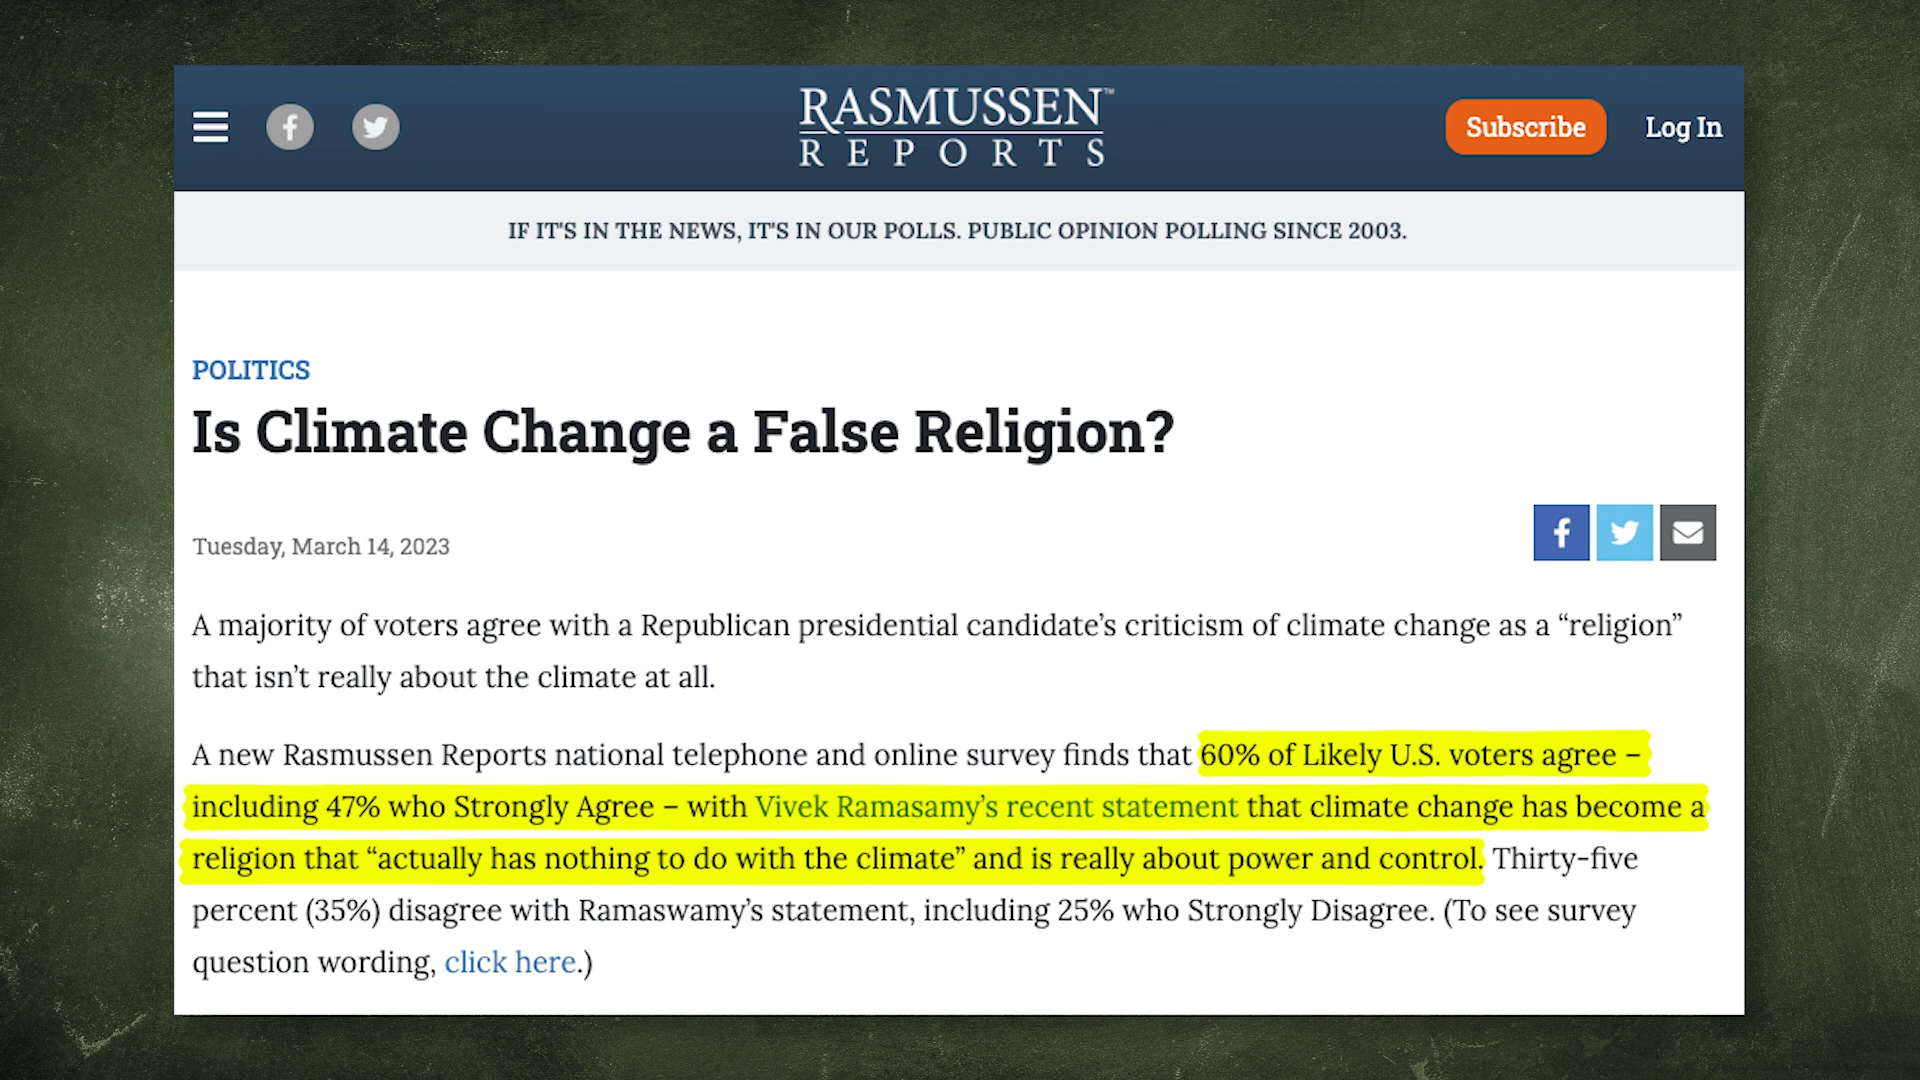 RASMUSSEN™
REPORTS
Subscribe
Log In
IF IT'S IN THE NEWS, IT'S IN OUR POLLS. PUBLIC OPINION POLLING SINCE 2003.
POLITICS
Is Climate Change a False Religion?
Tuesday, March 14, 2023
A majority of voters agree with a Republican presidential candidate’s criticism of climate change as a “religion”
that isn’t really about the climate at all.
A new Rasmussen Reports national telephone and online survey finds that 60% of Likely U.S. voters agree –
including 47% who Strongly Agree – with Vivek Ramasamy’s recent statement that climate change has become a
religion that “actually has nothing to do with the climate” and is really about power and control. Thirty-five
percent (35%) disagree with Ramaswamy’s statement, including 25% who Strongly Disagree. (To see survey
question wording, click here.)